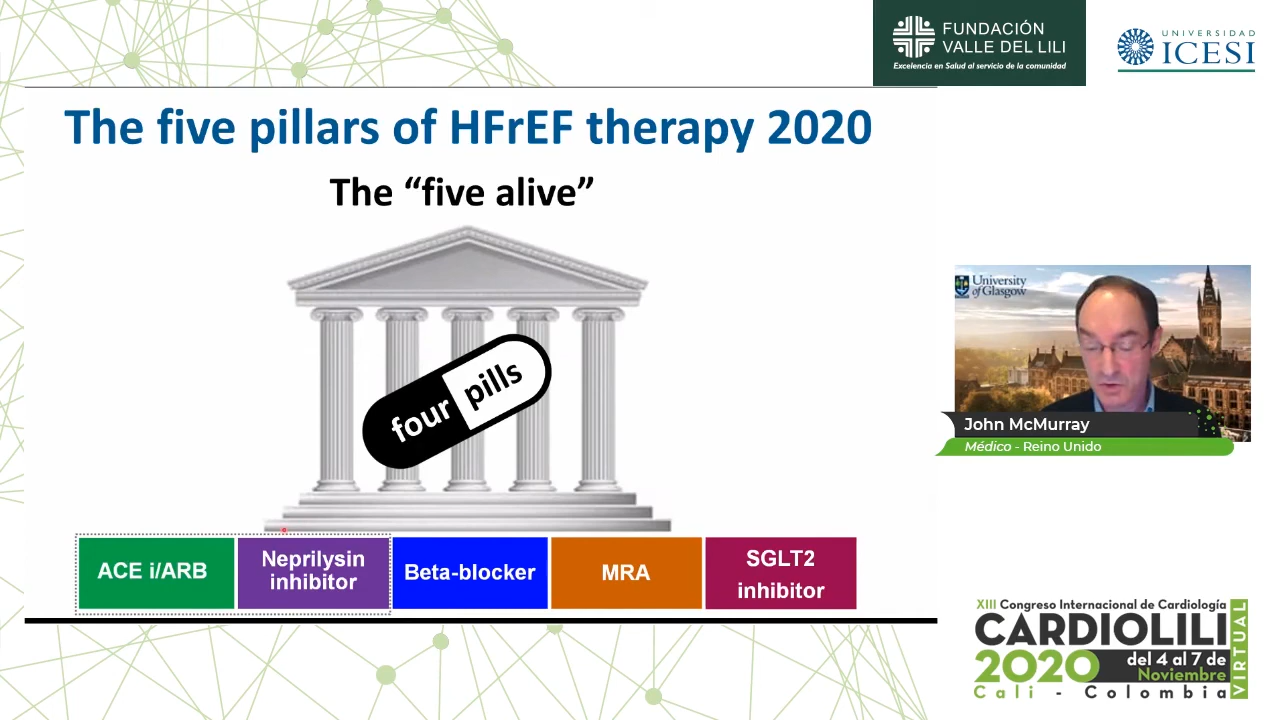 FUNDACIÓN
VALLE DEL LILI
Excelencia en Salud al servicio de la comunidad
UNIVERSIDAD
ICESI
The five pillars of HFrEF therapy 2020
The “five alive”
four pills
ACE i/ARB
Neprilysin
inhibitor
Beta-blocker
MRA
SGLT2
inhibitor
University
of Glasgow
John McMurray
Médico - Reino Unido
XIII Congreso Internacional de Cardiología
CARDIOLILI
2020
del 4 al 7 de
Noviembre
VIRTUAL
Cali - Colombia